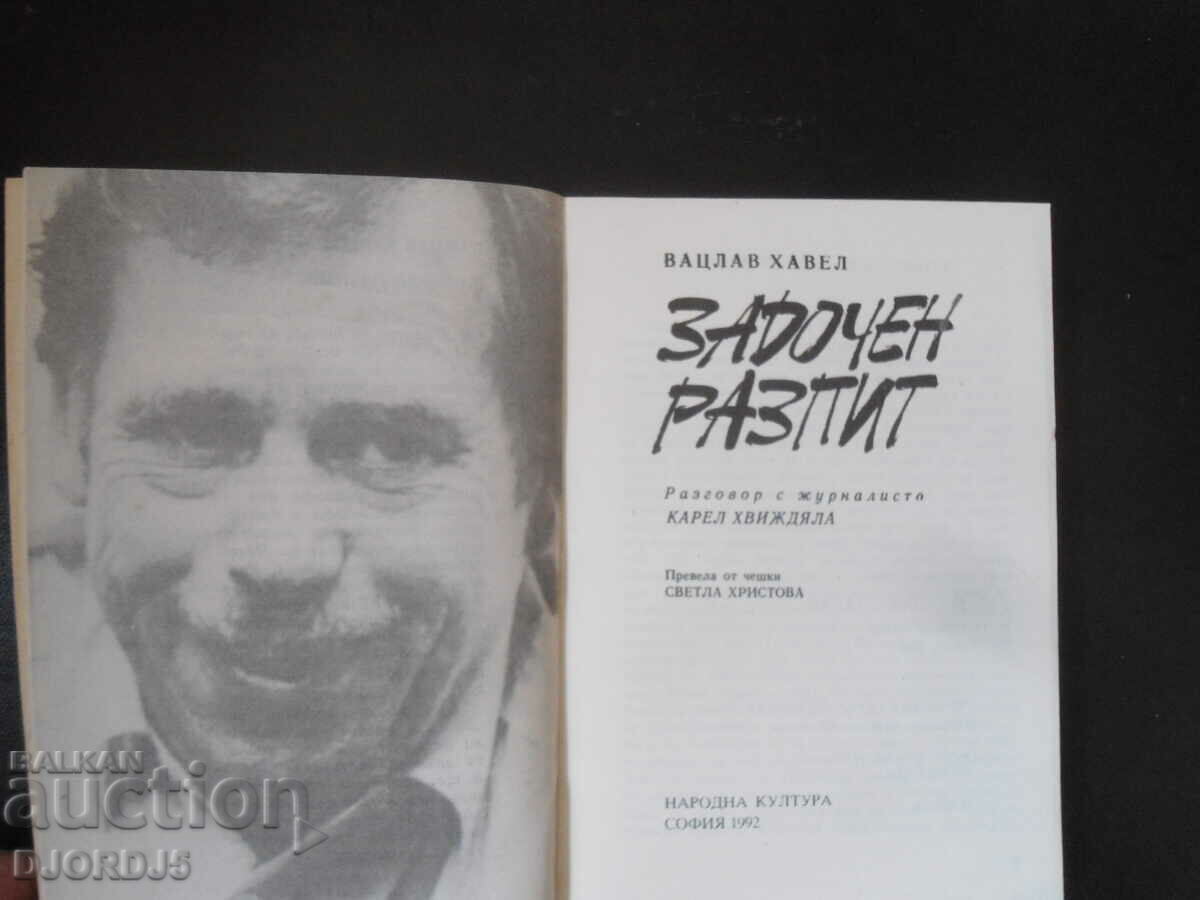 ВАЦЛАВ ХАВЕЛ
ЗАДОЧЕН
РАЗПИТ
Разговор с журналиста
КАРЕЛ ХВИЖДЯЛА
Превела от чешки
СВЕТЛА ХРИСТОВА
НАРОДНА КУЛТУРА
СОФИЯ 1992
BALKAN
auction
DJORDJ5